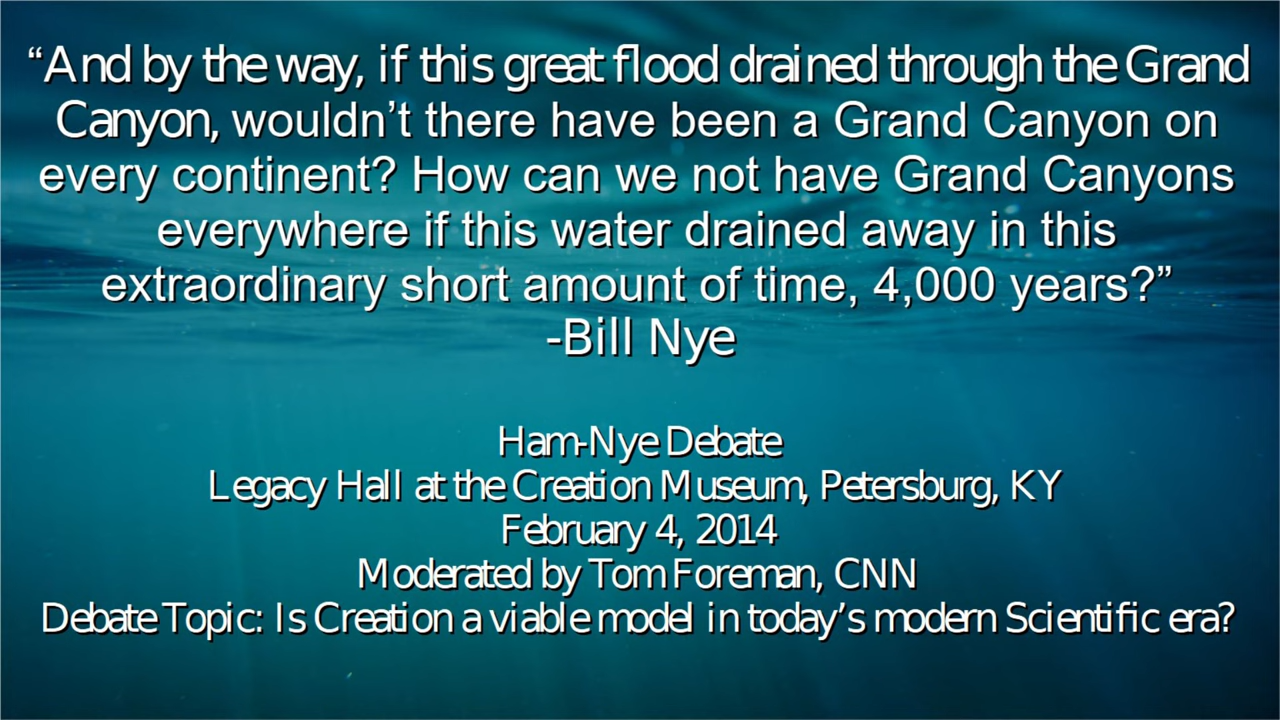 “And by the way, if this great flood drained through the Grand
Canyon, wouldn’t there have been a Grand Canyon on
every continent? How can we not have Grand Canyons
everywhere if this water drained away in this
extraordinary short amount of time, 4,000 years?”
-Bill Nye
Ham-Nye Debate
Legacy Hall at the Creation Museum, Petersburg, KY
February 4, 2014
Moderated by Tom Foreman, CNN
Debate Topic: Is Creation a viable model in today’s modern Scientific era?